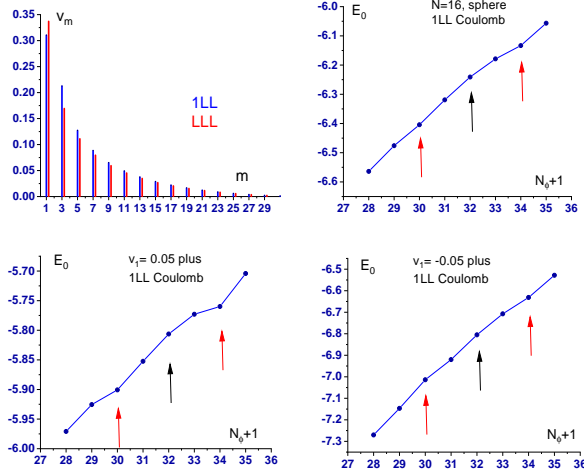 0.35
0.30
0.25
0.20
0.15
0.10
0.05
0.00
v_m
1LL
LLL
m
1 3 5 7 9 11 13 15 17 19 21 23 25 27 29
-6.0
-6.1
-6.2
-6.3
-6.4
-6.5
-6.6
E_0
N=16, sphere
1LL Coulomb
N_ϕ+1
27 28 29 30 31 32 33 34 35 36
-5.70
-5.75
-5.80
-5.85
-5.90
-5.95
-6.00
E_0
v_1= 0.05 plus
1LL Coulomb
N_ϕ+1
27 28 29 30 31 32 33 34 35 36
-6.5
-6.6
-6.7
-6.8
-6.9
-7.0
-7.1
-7.2
-7.3
E_0
v_1= -0.05 plus
1LL Coulomb
N_ϕ+1
27 28 29 30 31 32 33 34 35 36